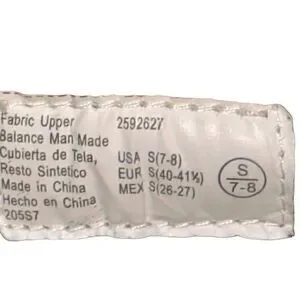 Fabric Upper 2592627
Balance Man Made
Cubierta de Tela, USA S(7-8)
Resto Sintetico EUR S(40-41½)
Made in China MEX S(26-27)
Hecho en China
205S7
S
7-8